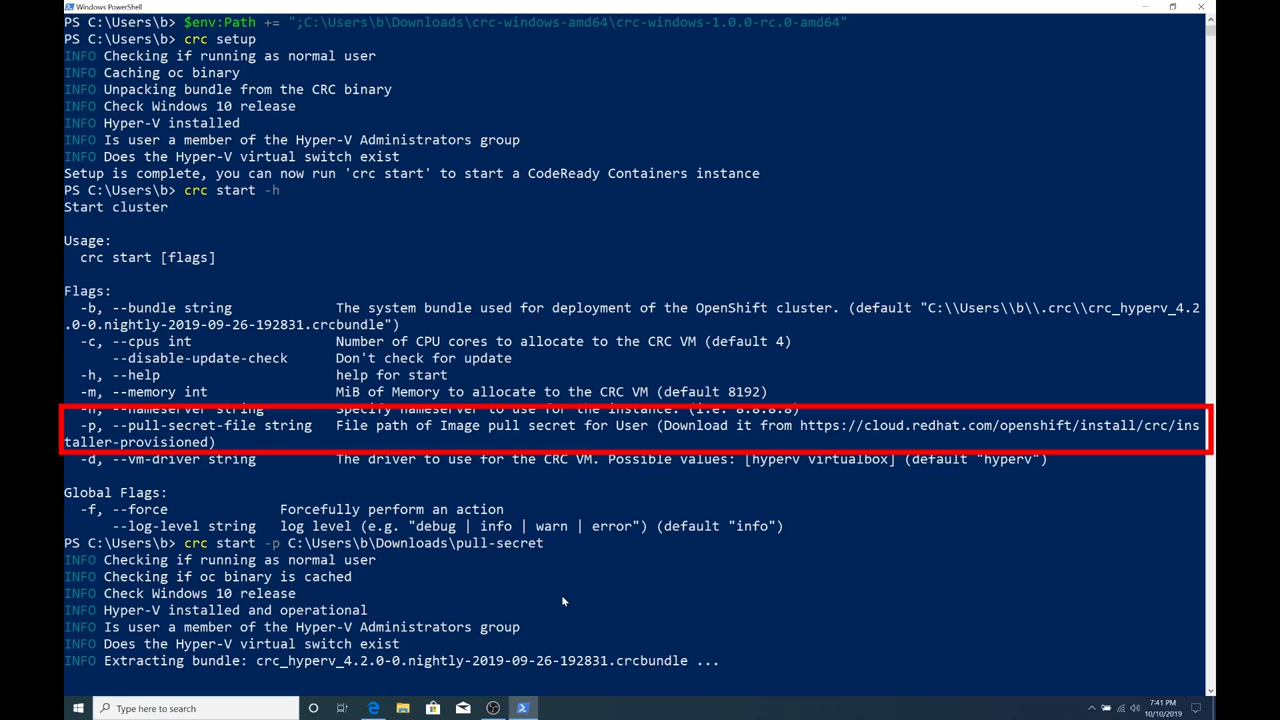 Windows PowerShell
PS C:\Users\b> $env:Path += ";C:\Users\b\Downloads\crc-windows-amd64\crc-windows-1.0.0-rc.0-amd64"
PS C:\Users\b> crc setup
INFO Checking if running as normal user
INFO Caching oc binary
INFO Unpacking bundle from the CRC binary
INFO Check Windows 10 release
INFO Hyper-V installed
INFO Is user a member of the Hyper-V Administrators group
INFO Does the Hyper-V virtual switch exist
Setup is complete, you can now run 'crc start' to start a CodeReady Containers instance
PS C:\Users\b> crc start -h
Start cluster
Usage:
crc start [flags]
Flags:
-b, --bundle string The system bundle used for deployment of the OpenShift cluster. (default "C:\\Users\\b\\.crc\\crc_hyperv_4.2
.0-0.nightly-2019-09-26-192831.crcbundle")
-c, --cpus int Number of CPU cores to allocate to the CRC VM (default 4)
--disable-update-check Don't check for update
-h, --help help for start
-m, --memory int MiB of Memory to allocate to the CRC VM (default 8192)
-n, --nameserver string Specify nameserver to use for the instance. (i.e. 8.8.8.8)
-p, --pull-secret-file string File path of Image pull secret for User (Download it from https://cloud.redhat.com/openshift/install/crc/ins
taller-provisioned)
-d, --vm-driver string The driver to use for the CRC VM. Possible values: [hyperv virtualbox] (default "hyperv")
Global Flags:
-f, --force Forcefully perform an action
--log-level string log level (e.g. "debug | info | warn | error") (default "info")
PS C:\Users\b> crc start -p C:\Users\b\Downloads\pull-secret
INFO Checking if running as normal user
INFO Checking if oc binary is cached
INFO Check Windows 10 release
INFO Hyper-V installed and operational
INFO Is user a member of the Hyper-V Administrators group
INFO Does the Hyper-V virtual switch exist
INFO Extracting bundle: crc_hyperv_4.2.0-0.nightly-2019-09-26-192831.crcbundle ...
Type here to search
7:41 PM
10/10/2019